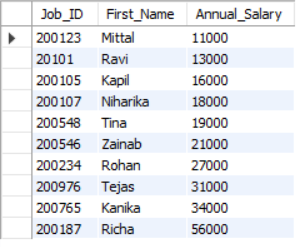 Job_ID First_Name Annual_Salary
200123 Mittal 11000
20101 Ravi 13000
200105 Kapil 16000
200107 Niharika 18000
200548 Tina 19000
200546 Zainab 21000
200234 Rohan 27000
200976 Tejas 31000
200765 Kanika 34000
200187 Richa 56000